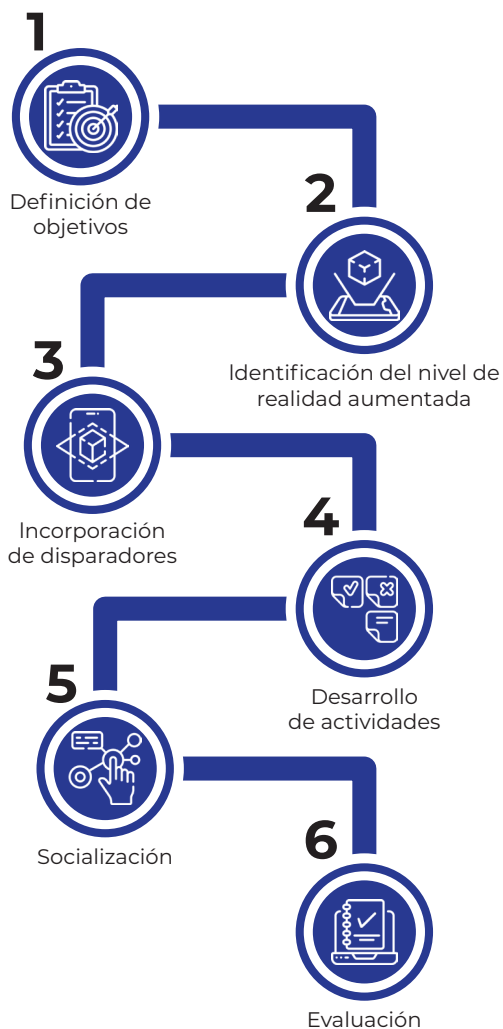 1
Definición de
objetivos
2
Identificación del nivel de
realidad aumentada
3
Incorporación
de disparadores
4
Desarrollo
de actividades
5
Socialización
6
Evaluación